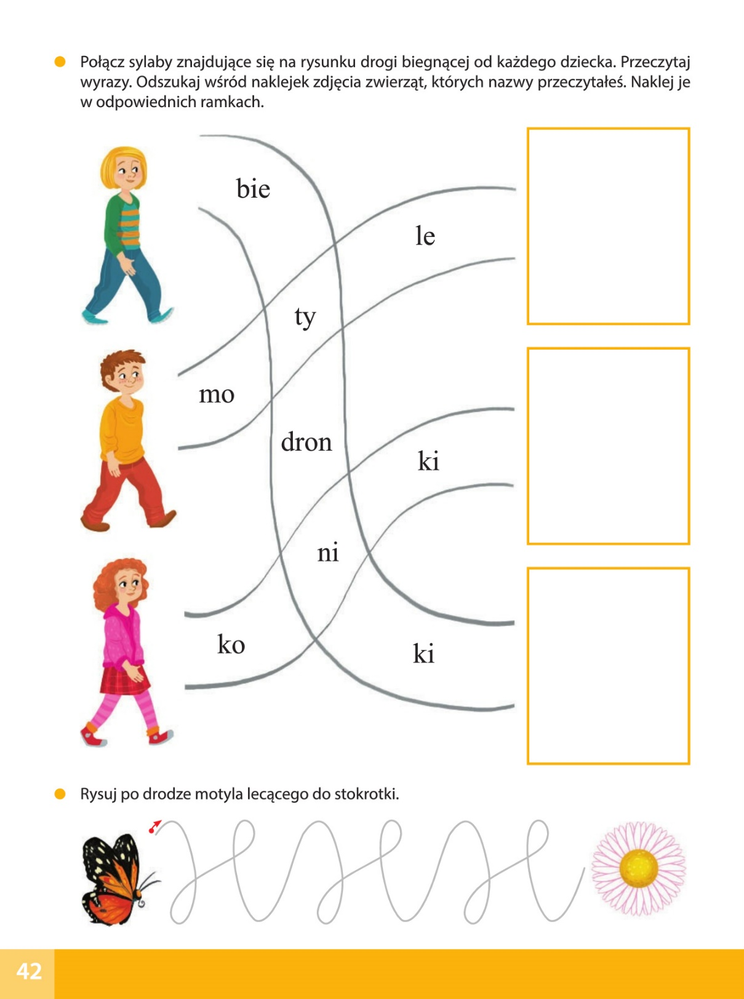 Połącz sylaby znajdujące się na rysunku drogi biegnącej od każdego dziecka. Przeczytaj
wyrazy. Odszukaj wśród naklejek zdjęcia zwierząt, których nazwy przeczytałeś. Naklej je
w odpowiednich ramkach.
bie
le
ty
mo
dron
ki
ni
ko
ki
Rysuj po drodze motyla lecącego do stokrotki.
42